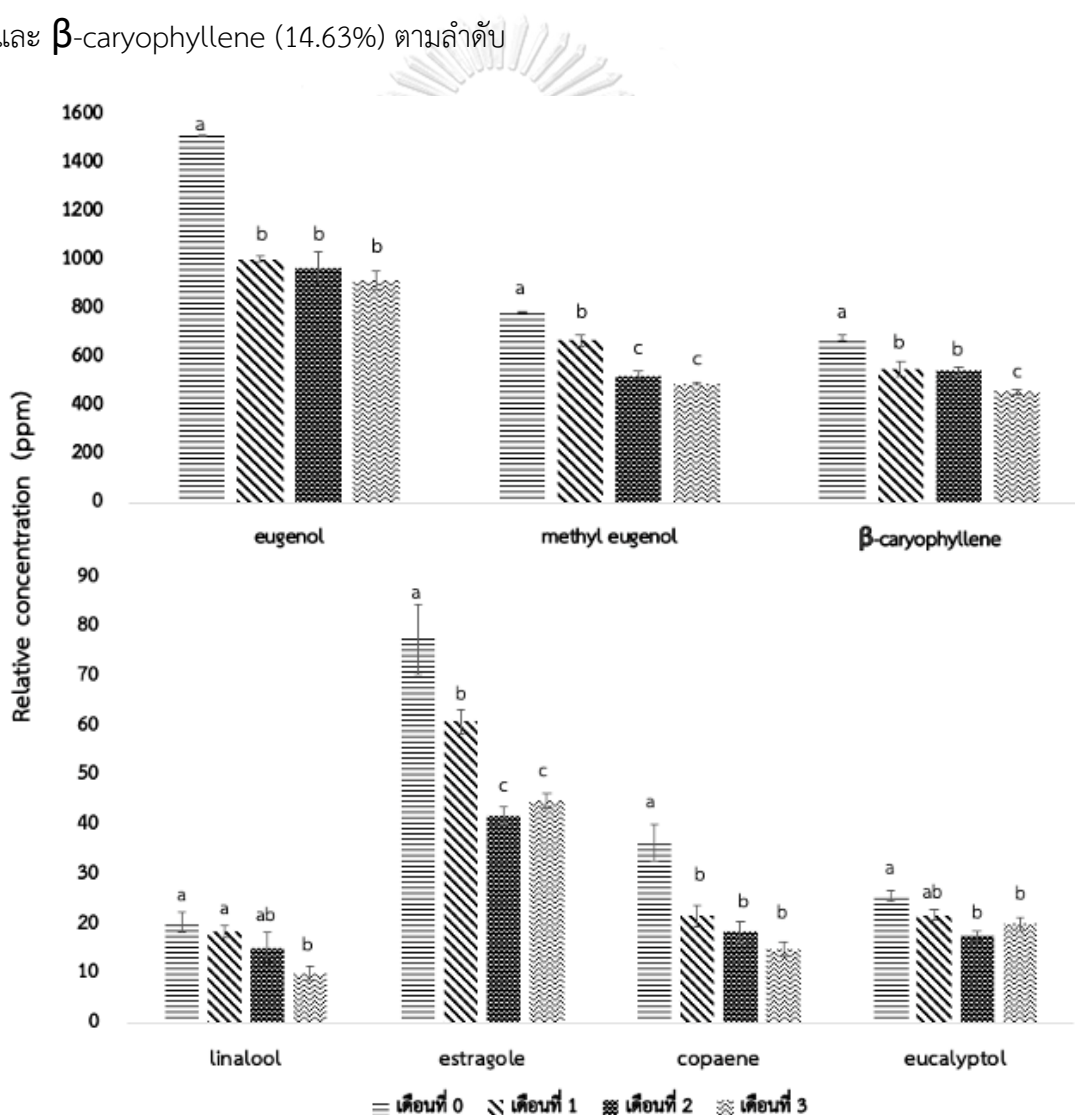 และ β-caryophyllene (14.63%) ตามลำดับ
Relative concentration (ppm)
1600
1400
1200
1000
800
600
400
200
0
a b b b
a b c c
a b b c
eugenol methyl eugenol β-caryophyllene
90
80
70
60
50
40
30
20
10
0
a a ab b
a b c c
a b b b
a ab b b
linalool estragole copaene eucalyptol
เดือนที่ 0 เดือนที่ 1 เดือนที่ 2 เดือนที่ 3